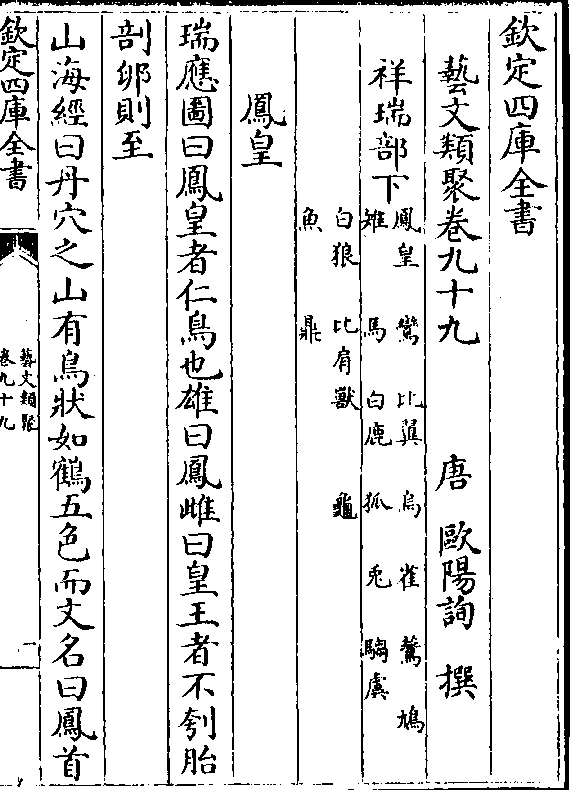 欽定四庫全書
藝文類聚卷九十九 唐 歐陽詢 撰
祥瑞部下
鳳皇 鸞 比翼 烏 雀 鷰 鳩
雉 馬 白鹿 狐 兎 騶虞
白狼 比肩獸 龜
魚 鼎
鳳皇
瑞應圖曰鳳皇者仁鳥也雄曰鳳雌曰皇王者不刳胎
剖卵則至
山海經曰丹穴之山有鳥狀如鶴五色而文名曰鳳首
欽定四庫全書
藝文類聚
卷九十九
一